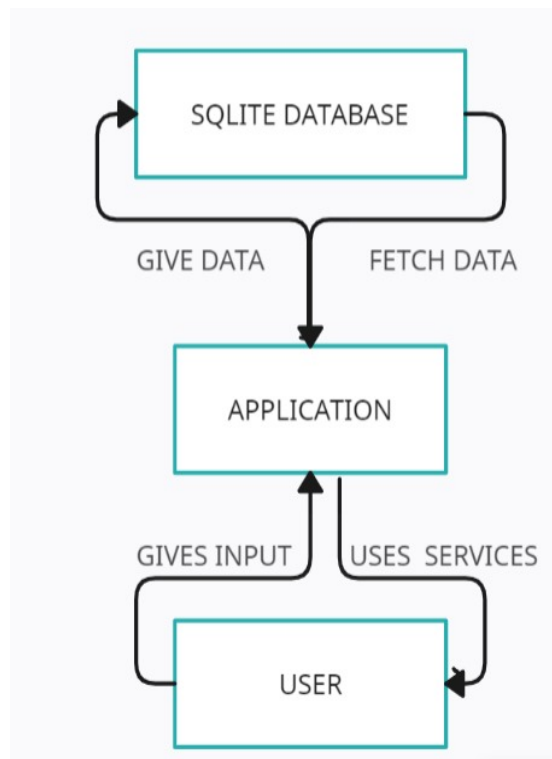 SQLITE DATABASE
GIVE DATA
FETCH DATA
APPLICATION
GIVES INPUT
USES SERVICES
USER